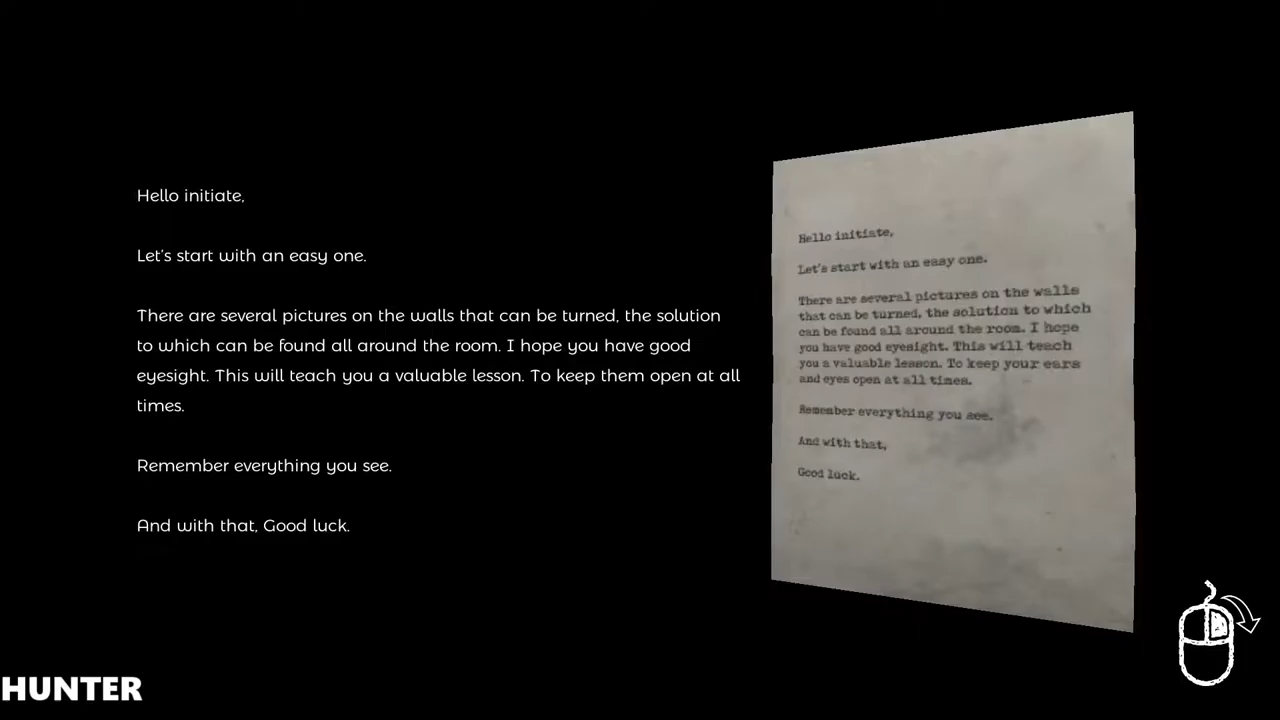 Hello initiate,
Let's start with an easy one.
There are several pictures on the walls that can be turned, the solution
to which can be found all around the room. I hope you have good
eyesight. This will teach you a valuable lesson. To keep them open at all
times.
Remember everything you see.
And with that, Good luck.
Hello initiate,
Let's start with an easy one.
There are several pictures on the walls
that can be turned, the solution to which
can be found all around the room. I hope
you have good eyesight. This will teach
you a valuable lesson. To keep your ears
and eyes open at all times.
Remember everything you see.
And with that,
Good luck.
HUNTER